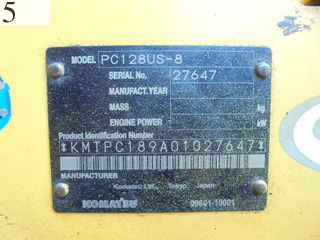 5
MODEL PC128US-8
SERIAL No. 27647
MANUFACT.YEAR
MASS kg
ENGINE POWER kW
Product Identification Number
*KMTPC189A01027647*
MANUFACTURER
Komatsu Ltd., Tokyo, Japan
KOMATSU 09601-10001